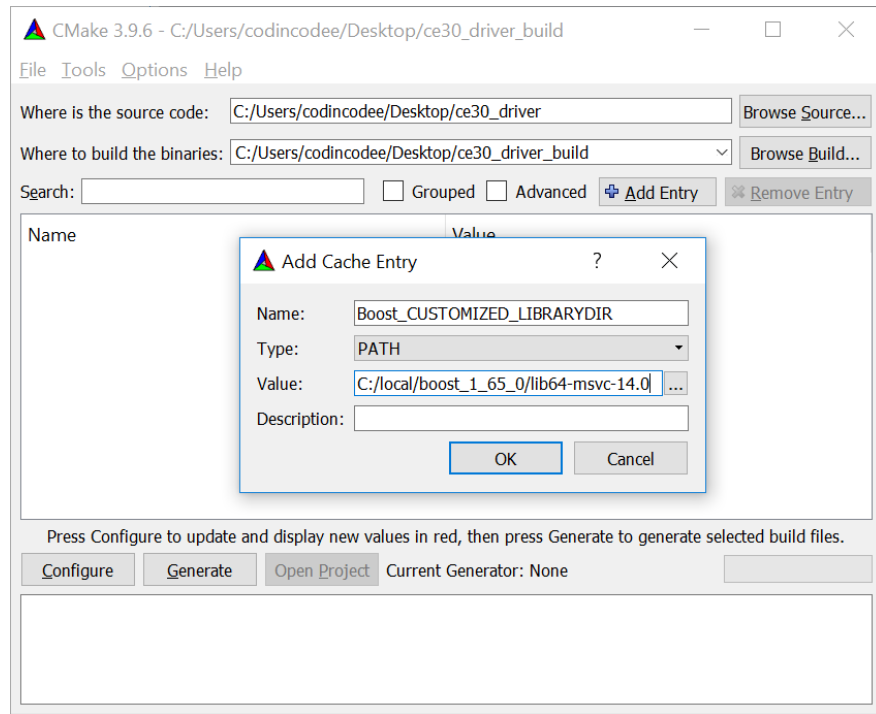 CMake 3.9.6 - C:/Users/codincodee/Desktop/ce30_driver_build
File Tools Options Help
Where is the source code: C:/Users/codincodee/Desktop/ce30_driver Browse Source...
Where to build the binaries: C:/Users/codincodee/Desktop/ce30_driver_build Browse Build...
Search: Grouped Advanced Add Entry Remove Entry
Name Value
Add Cache Entry ?
Name: Boost_CUSTOMIZED_LIBRARYDIR
Type: PATH
Value: C:/local/boost_1_65_0/lib64-msvc-14.0 ...
Description:
OK Cancel
Press Configure to update and display new values in red, then press Generate to generate selected build files.
Configure Generate Open Project Current Generator: None